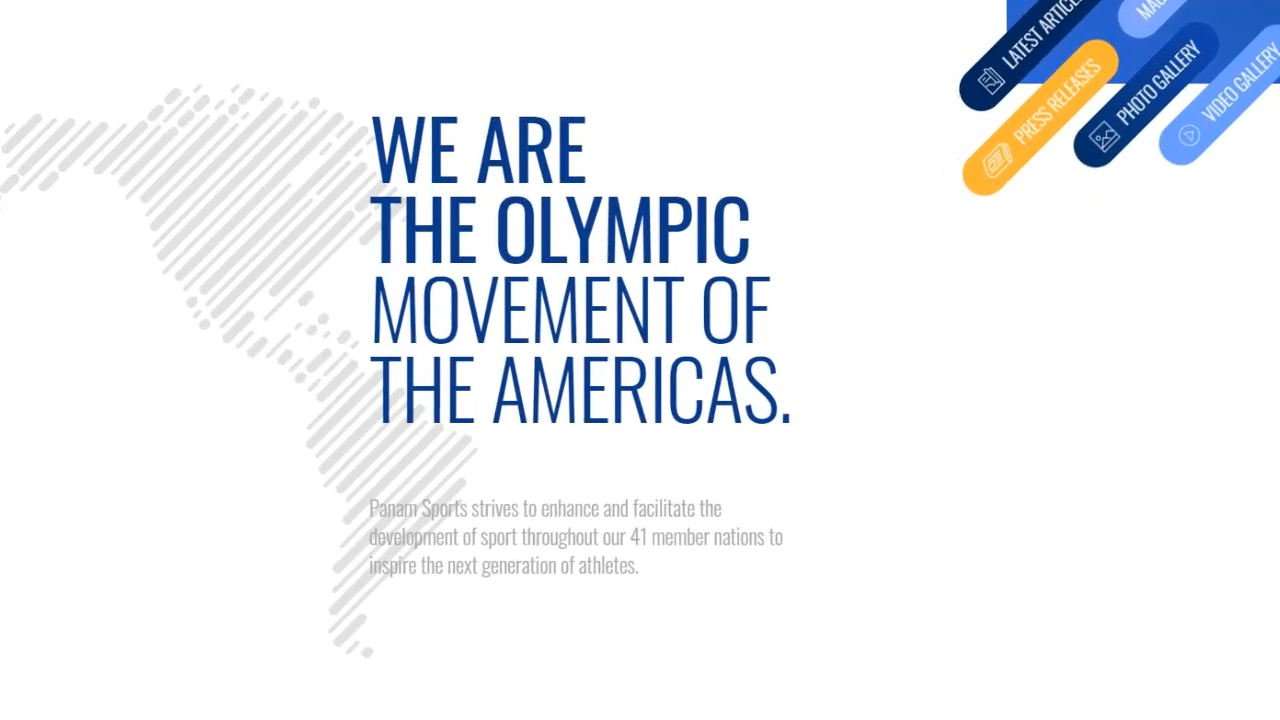 LATEST
PRESS RELEASES
PHOTO GALLERY
VIDEO GALLERY
WE ARE
THE OLYMPIC
MOVEMENT OF
THE AMERICAS.
Panam Sports strives to enhance and facilitate the
development of sport throughout our 41 member nations to
inspire the next generation of athletes.